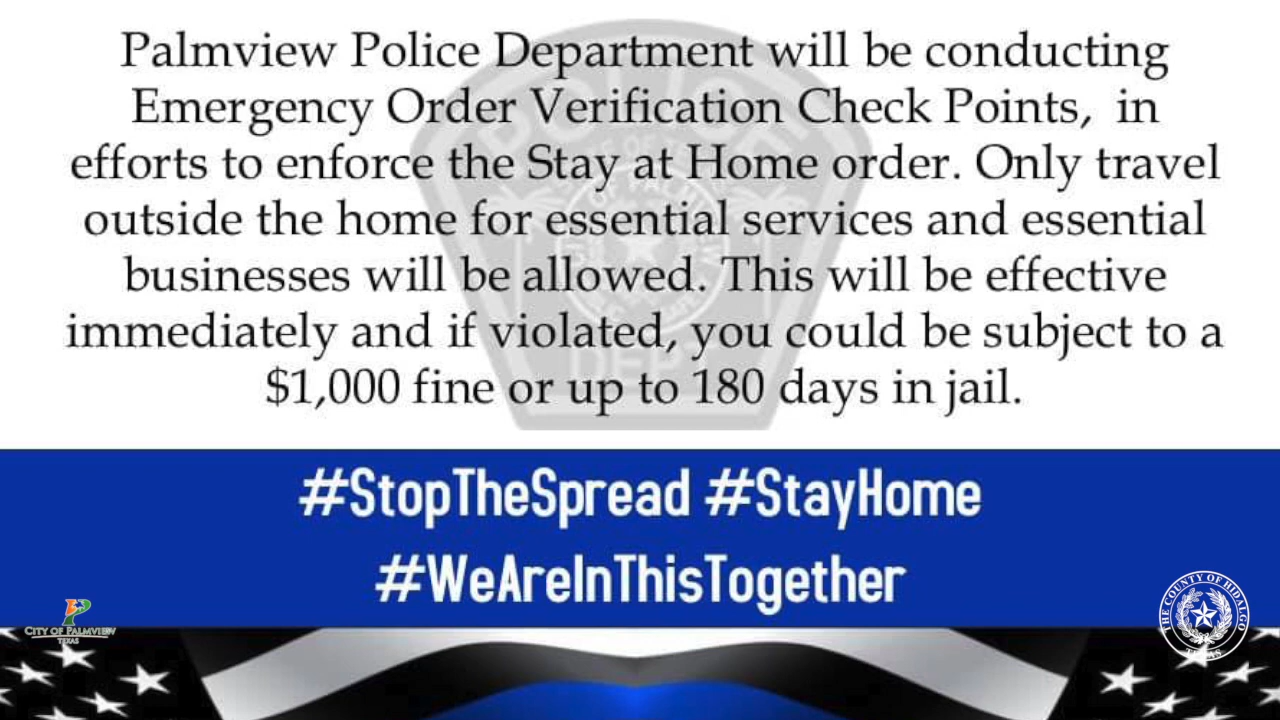 Palmview Police Department will be conducting
Emergency Order Verification Check Points, in
efforts to enforce the Stay at Home order. Only travel
outside the home for essential services and essential
businesses will be allowed. This will be effective
immediately and if violated, you could be subject to a
$1,000 fine or up to 180 days in jail.
#StopTheSpread #StayHome
#WeAreInThisTogether
CITY OF PALMVIEW
TEXAS
THE COUNTY OF HIDALGO
TEXAS
POLICE
DEPT